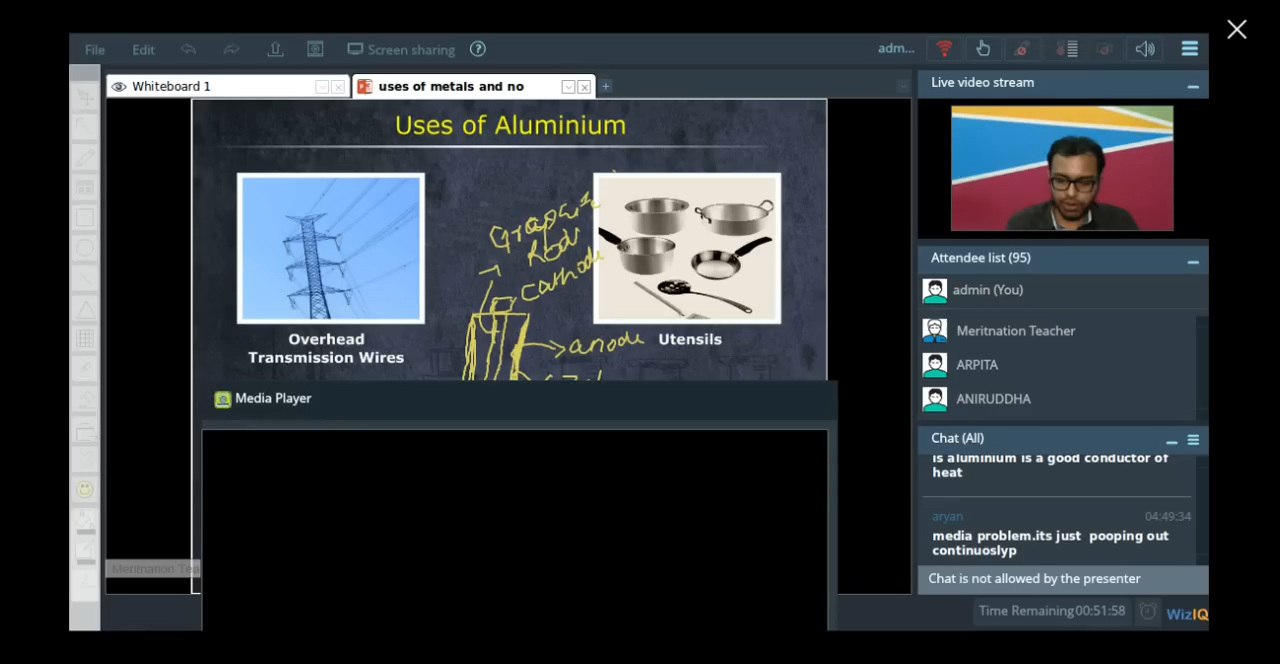 File Edit Screen sharing ? adm...
Whiteboard 1
uses of metals and no
+
Uses of Aluminium
Rod
cathode
anode
Overhead
Transmission Wires
Utensils
Media Player
Meritnation Tea
Live video stream
Attendee list (95)
admin (You)
Meritnation Teacher
ARPITA
ANIRUDDHA
Chat (All)
is aluminium is a good conductor of
heat
aryan 04:49:34
media problem.its just pooping out
continuoslyp
Chat is not allowed by the presenter
Time Remaining 00:51:58
WizIQ